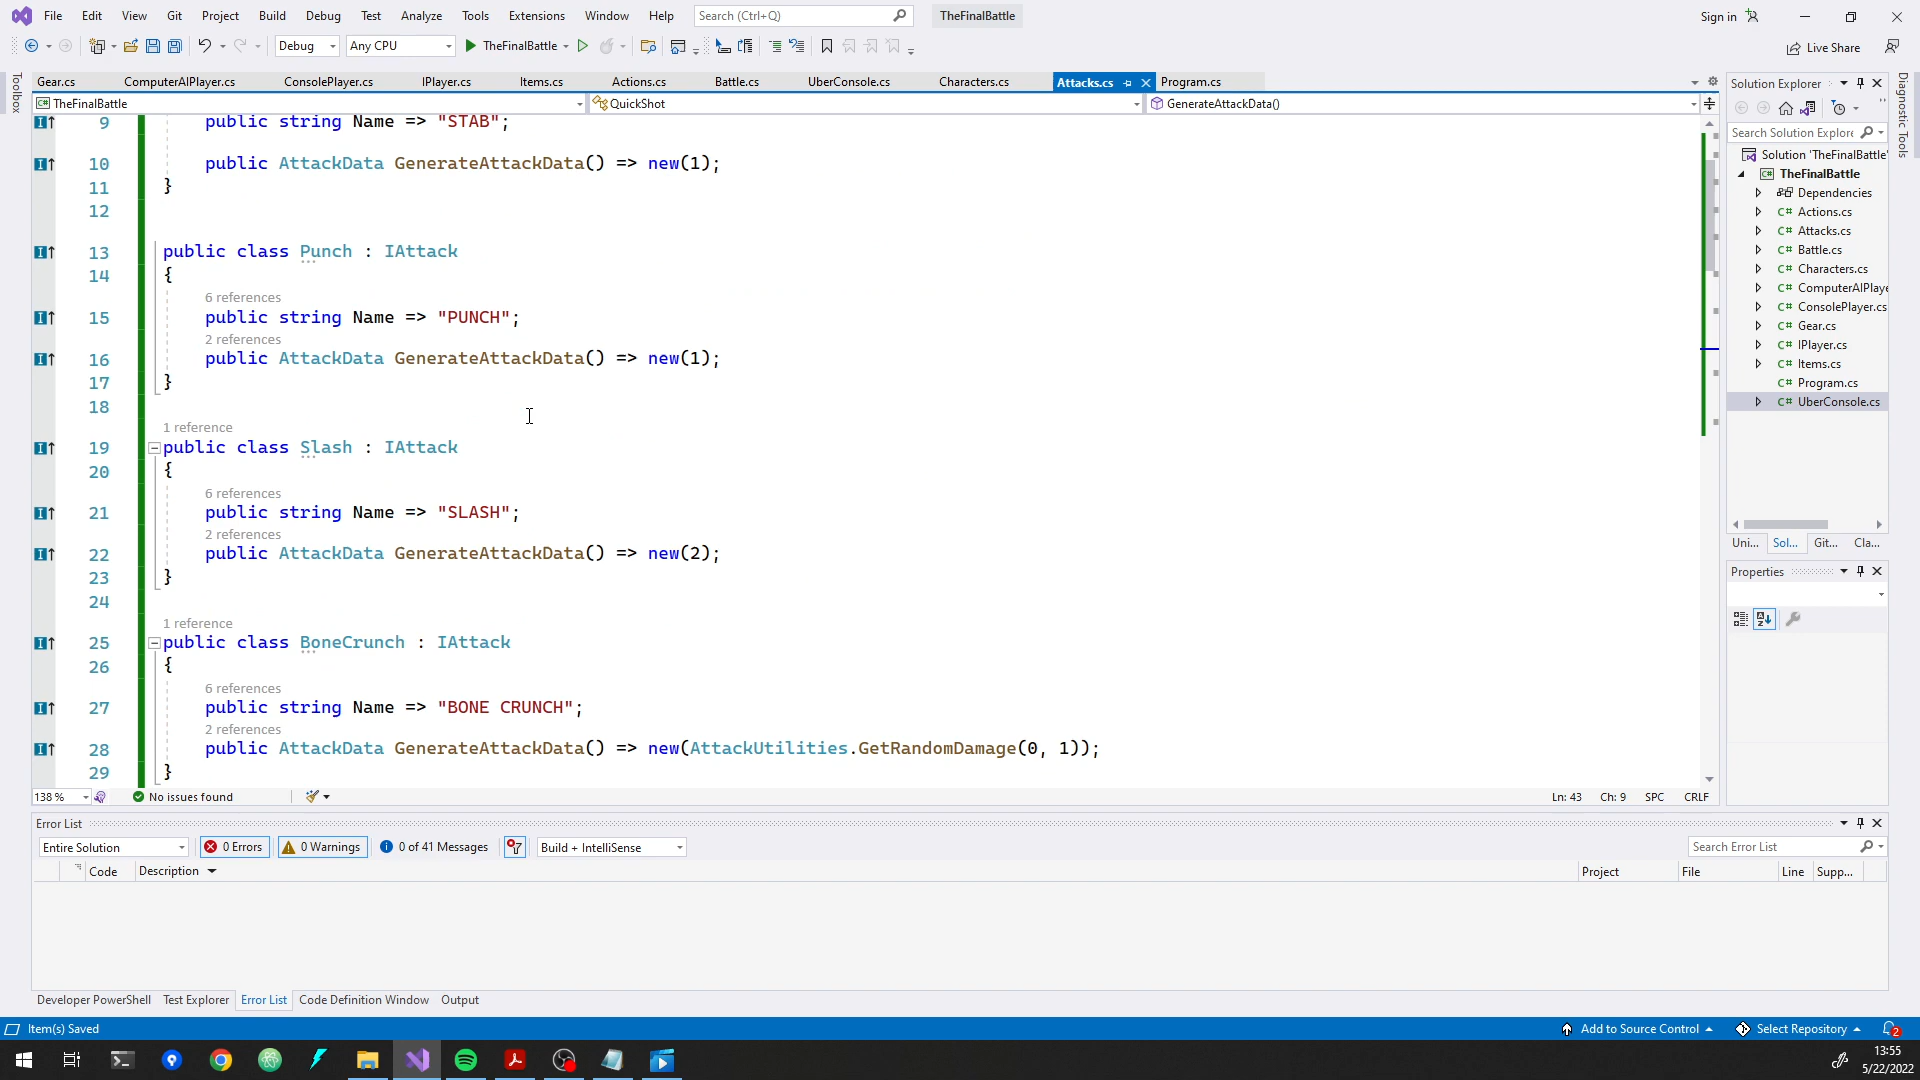 File Edit View Git Project Build Debug Test Analyze Tools Extensions Window Help Search (Ctrl+Q) TheFinalBattle Sign in
Debug Any CPU TheFinalBattle Live Share
Toolbox
Gear.cs ComputerAIPlayer.cs ConsolePlayer.cs IPlayer.cs Items.cs Actions.cs Battle.cs UberConsole.cs Characters.cs Attacks.cs Program.cs
TheFinalBattle QuickShot GenerateAttackData()
9 public string Name => "STAB";
10 public AttackData GenerateAttackData() => new(1);
11 }
12
13 public class Punch : IAttack
14 {
6 references
15 public string Name => "PUNCH";
2 references
16 public AttackData GenerateAttackData() => new(1);
17 }
18
1 reference
19 public class Slash : IAttack
20 {
6 references
21 public string Name => "SLASH";
2 references
22 public AttackData GenerateAttackData() => new(2);
23 }
24
1 reference
25 public class BoneCrunch : IAttack
26 {
6 references
27 public string Name => "BONE CRUNCH";
2 references
28 public AttackData GenerateAttackData() => new(AttackUtilities.GetRandomDamage(0, 1));
29 }
138 % No issues found Ln: 43 Ch: 9 SPC CRLF
Solution Explorer
Search Solution Explore
Solution 'TheFinalBattle'
TheFinalBattle
Dependencies
C# Actions.cs
C# Attacks.cs
C# Battle.cs
C# Characters.cs
C# ComputerAIPlaye
C# ConsolePlayer.cs
C# Gear.cs
C# IPlayer.cs
C# Items.cs
C# Program.cs
C# UberConsole.cs
Uni... Sol... Git... Cla...
Properties
Diagnostic Tools
Error List
Entire Solution 0 Errors 0 Warnings 0 of 41 Messages Build + IntelliSense Search Error List
Code Description Project File Line Supp...
Developer PowerShell Test Explorer Error List Code Definition Window Output
Item(s) Saved Add to Source Control Select Repository 2
13:55
5/22/2022